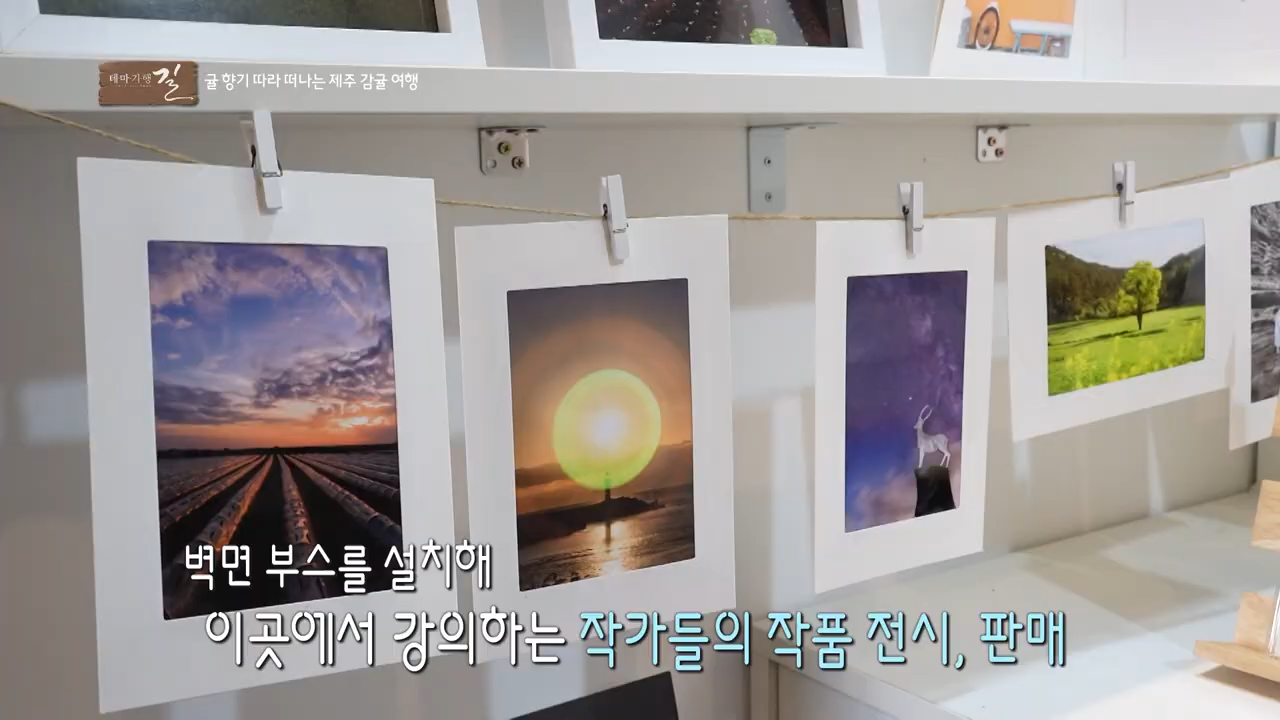 테마기행 길
귤 향기 따라 떠나는 제주 감귤 여행
벽면 부스를 설치해
이곳에서 강의하는 작가들의 작품 전시, 판매